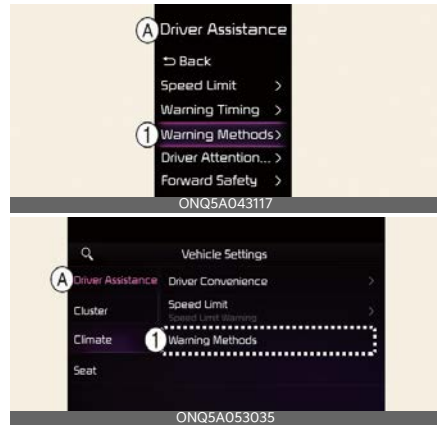 A Driver Assistance
Back
Speed Limit >
Warning Timing >
1 Warning Methods >
Driver Attention... >
Forward Safety >
ONQ5A043117
Vehicle Settings
A Driver Assistance Driver Convenience >
Cluster Speed Limit >
Speed Limit Warning
Climate 1 Warning Methods
Seat
ONQ5A053035